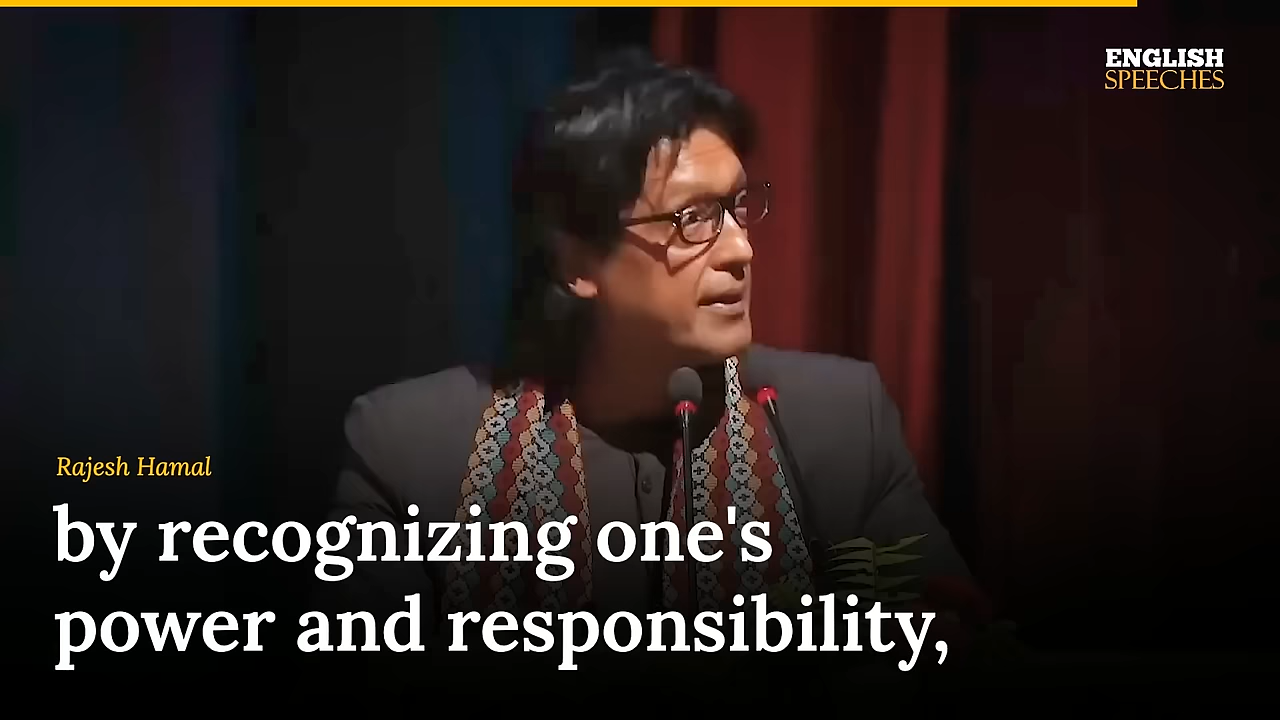 ENGLISH
SPEECHES
Rajesh Hamal
by recognizing one's
power and responsibility,